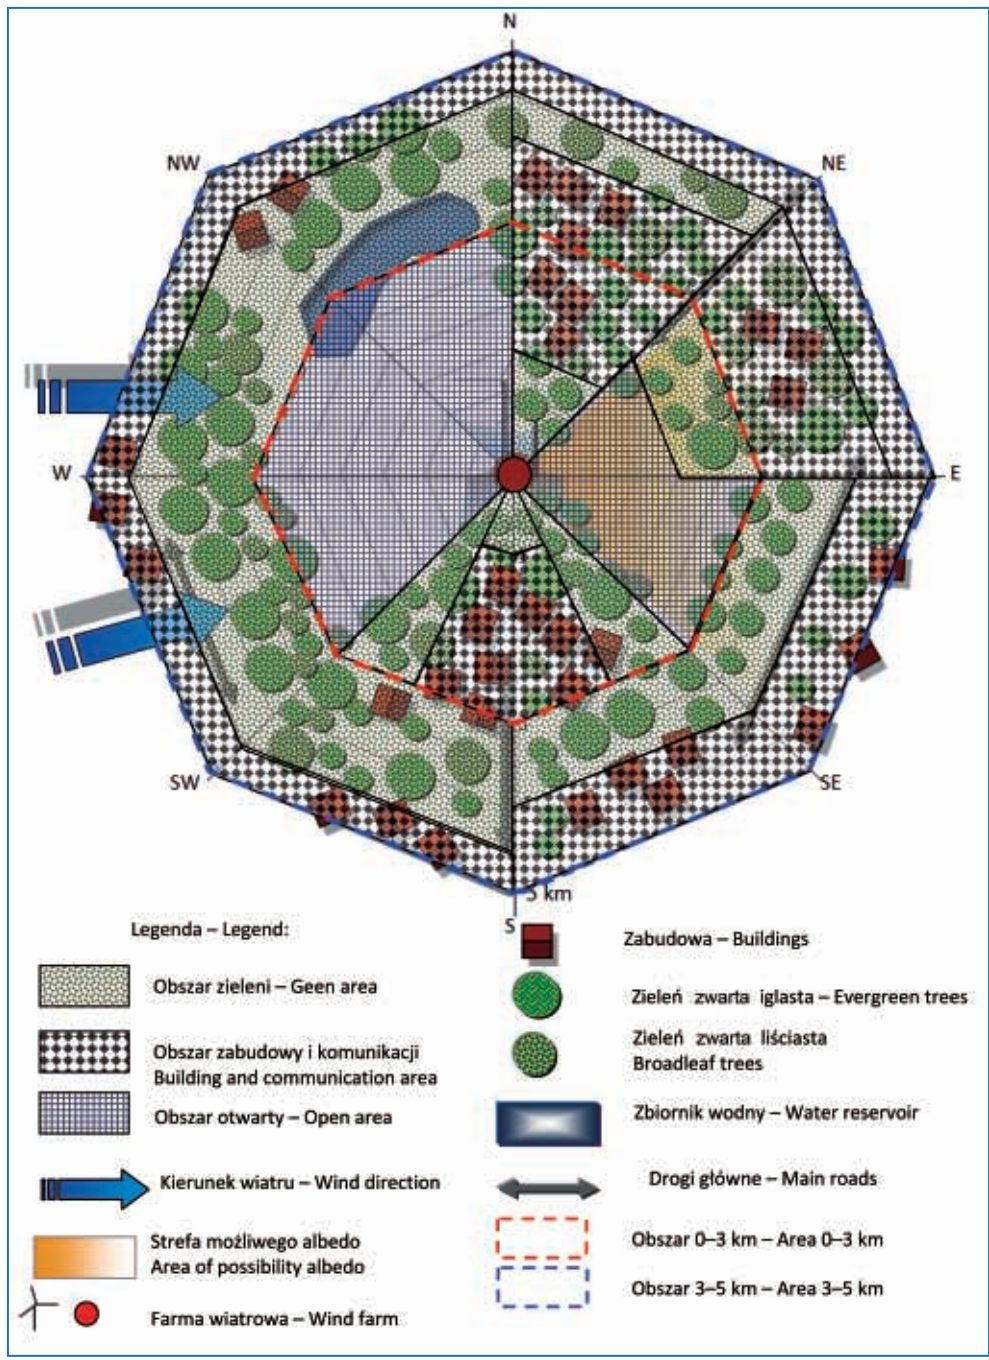 N
NW
NE
W
E
SW
SE
5 km
S
Legenda – Legend:
Obszar zieleni – Geen area
Obszar zabudowy i komunikacji
Building and communication area
Obszar otwarty – Open area
Kierunek wiatru – Wind direction
Strefa możliwego albedo
Area of possibility albedo
Farma wiatrowa – Wind farm
Zabudowa – Buildings
Zieleń zwarta iglasta – Evergreen trees
Zieleń zwarta liściasta
Broadleaf trees
Zbiornik wodny – Water reservoir
Drogi główne – Main roads
Obszar 0–3 km – Area 0–3 km
Obszar 3–5 km – Area 3–5 km